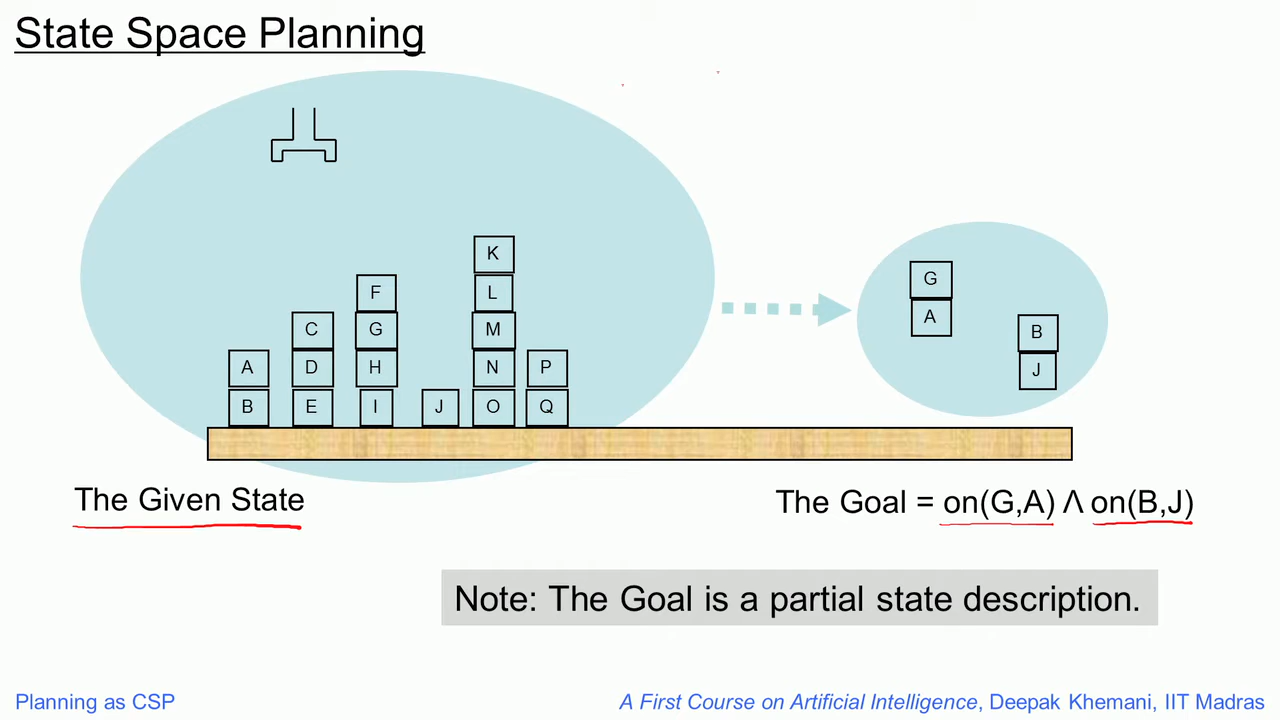 State Space Planning
K
F L
C G M G
A D H N P A B
B E I J O Q J
The Given State
The Goal = on(G,A) Λ on(B,J)
Note: The Goal is a partial state description.
Planning as CSP
A First Course on Artificial Intelligence, Deepak Khemani, IIT Madras